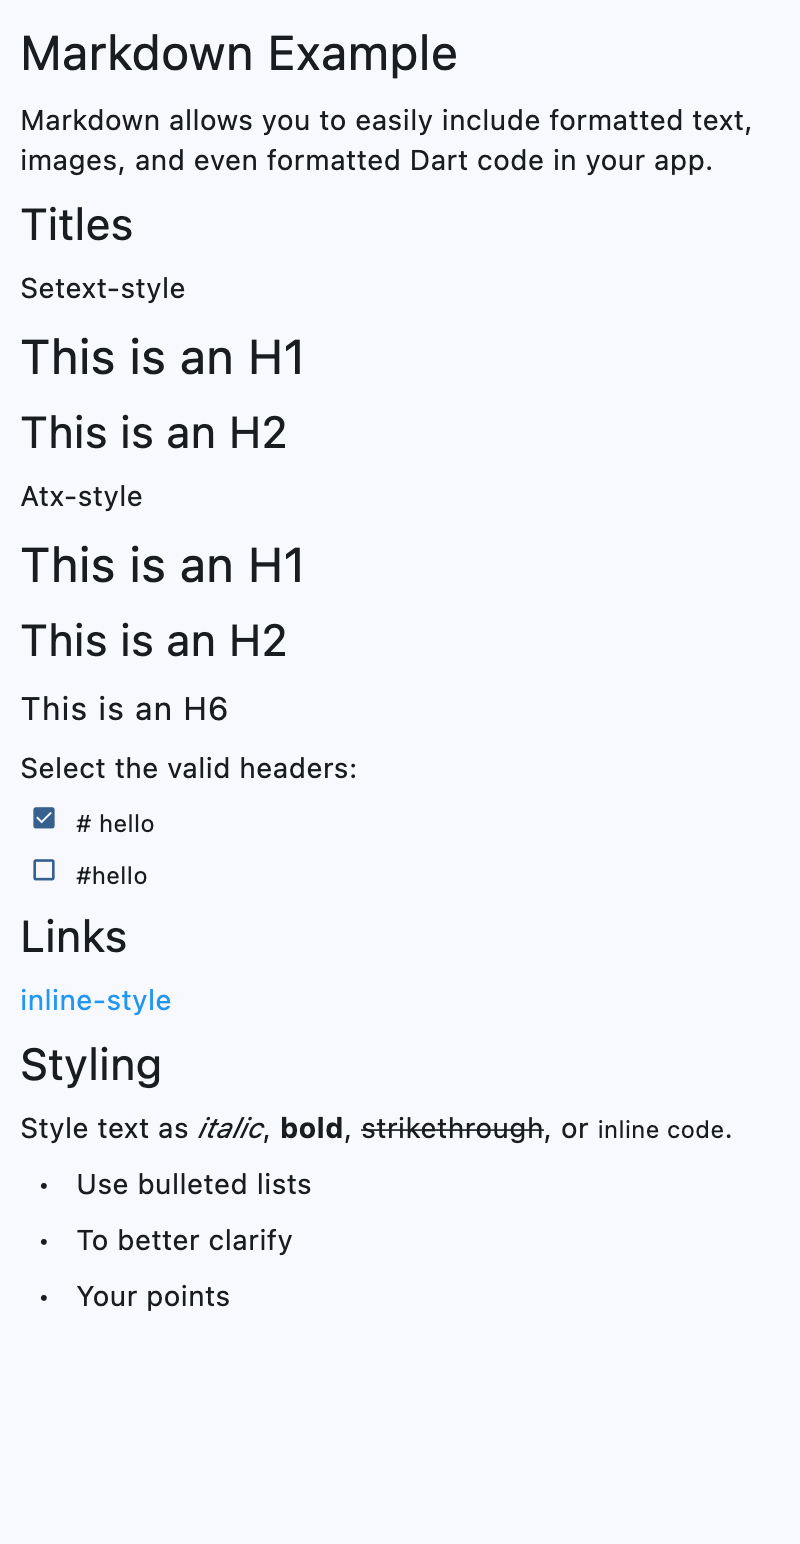 Markdown Example
Markdown allows you to easily include formatted text,
images, and even formatted Dart code in your app.
Titles
Setext-style
This is an H1
This is an H2
Atx-style
This is an H1
This is an H2
This is an H6
Select the valid headers:
# hello
#hello
Links
inline-style
Styling
Style text as italic, bold, strikethrough, or inline code.
• Use bulleted lists
• To better clarify
• Your points